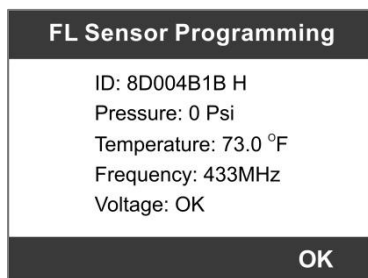 FL Sensor Programming
ID: 8D004B1B H
Pressure: 0 Psi
Temperature: 73.0 °F
Frequency: 433MHz
Voltage: OK
OK